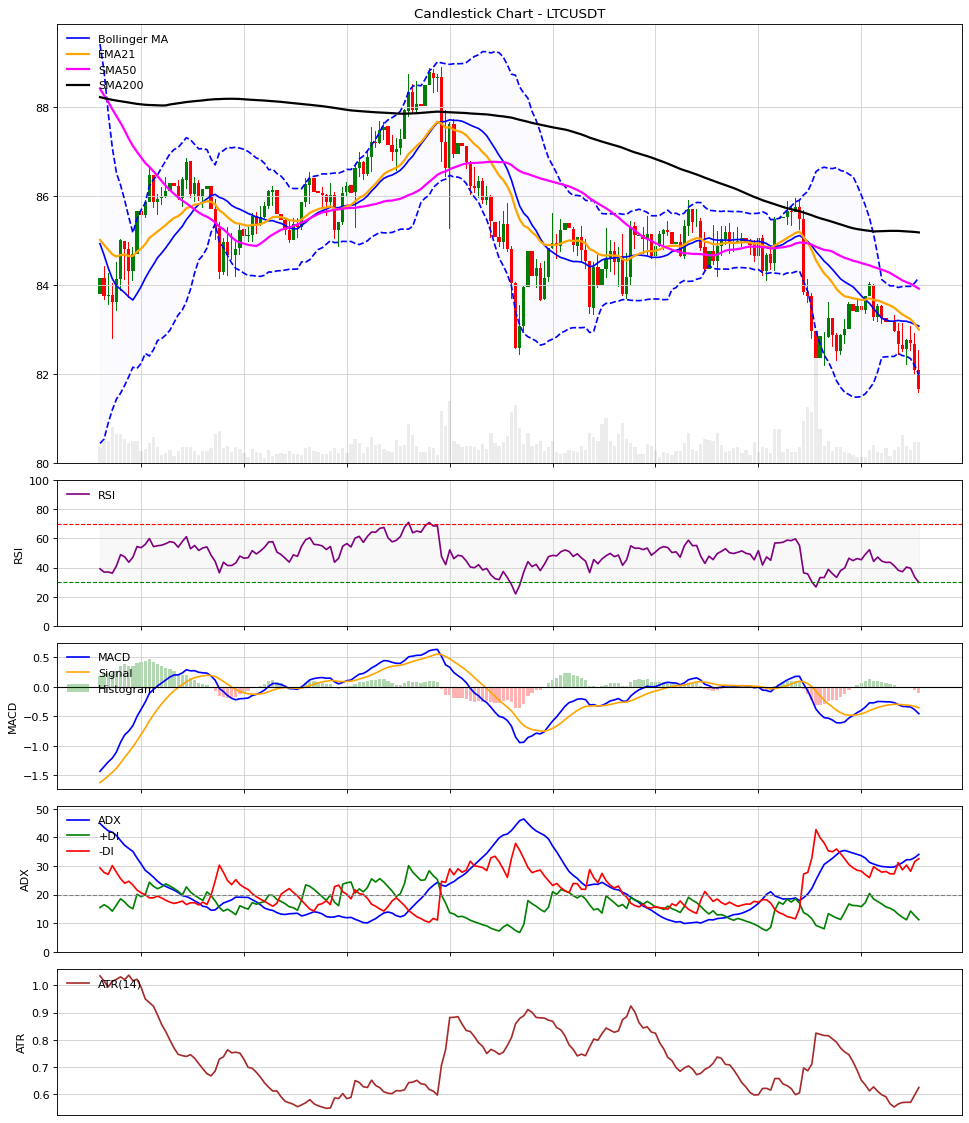 Candlestick Chart - LTCUSDT
Bollinger MA
EMA21
SMA50
SMA200
88
86
84
82
80
RSI
100
80
60
40
20
0
RSI
MACD
Signal
Histogram
0.5
0.0
−0.5
−1.0
−1.5
MACD
ADX
+DI
-DI
50
40
30
20
10
0
ADX
ATR(14)
1.0
0.9
0.8
0.7
0.6
ATR